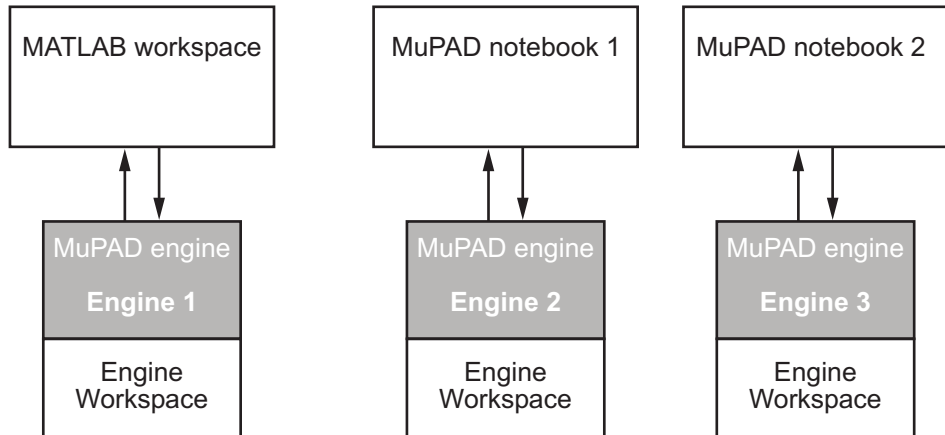 MATLAB workspace
MuPAD notebook 1
MuPAD notebook 2
MuPAD engine
Engine 1
MuPAD engine
Engine 2
MuPAD engine
Engine 3
Engine
Workspace
Engine
Workspace
Engine
Workspace